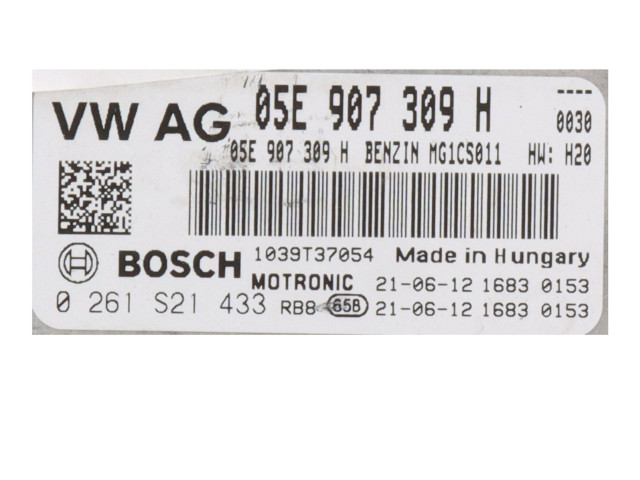 VW AG 05E 907 309 H ----
0030
05E 907 309 H BENZIN MG1CS011 HW: H20
BOSCH 1039T37054 Made in Hungary
MOTRONIC 21-06-12 1683 0153
0 261 S21 433 RB8 658 21-06-12 1683 0153